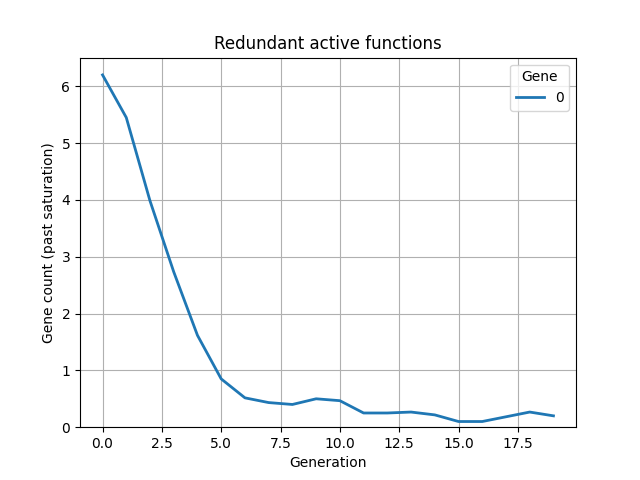 Redundant active functions
Gene
0
Gene count (past saturation)
6
5
4
3
2
1
0
0.0 2.5 5.0 7.5 10.0 12.5 15.0 17.5
Generation